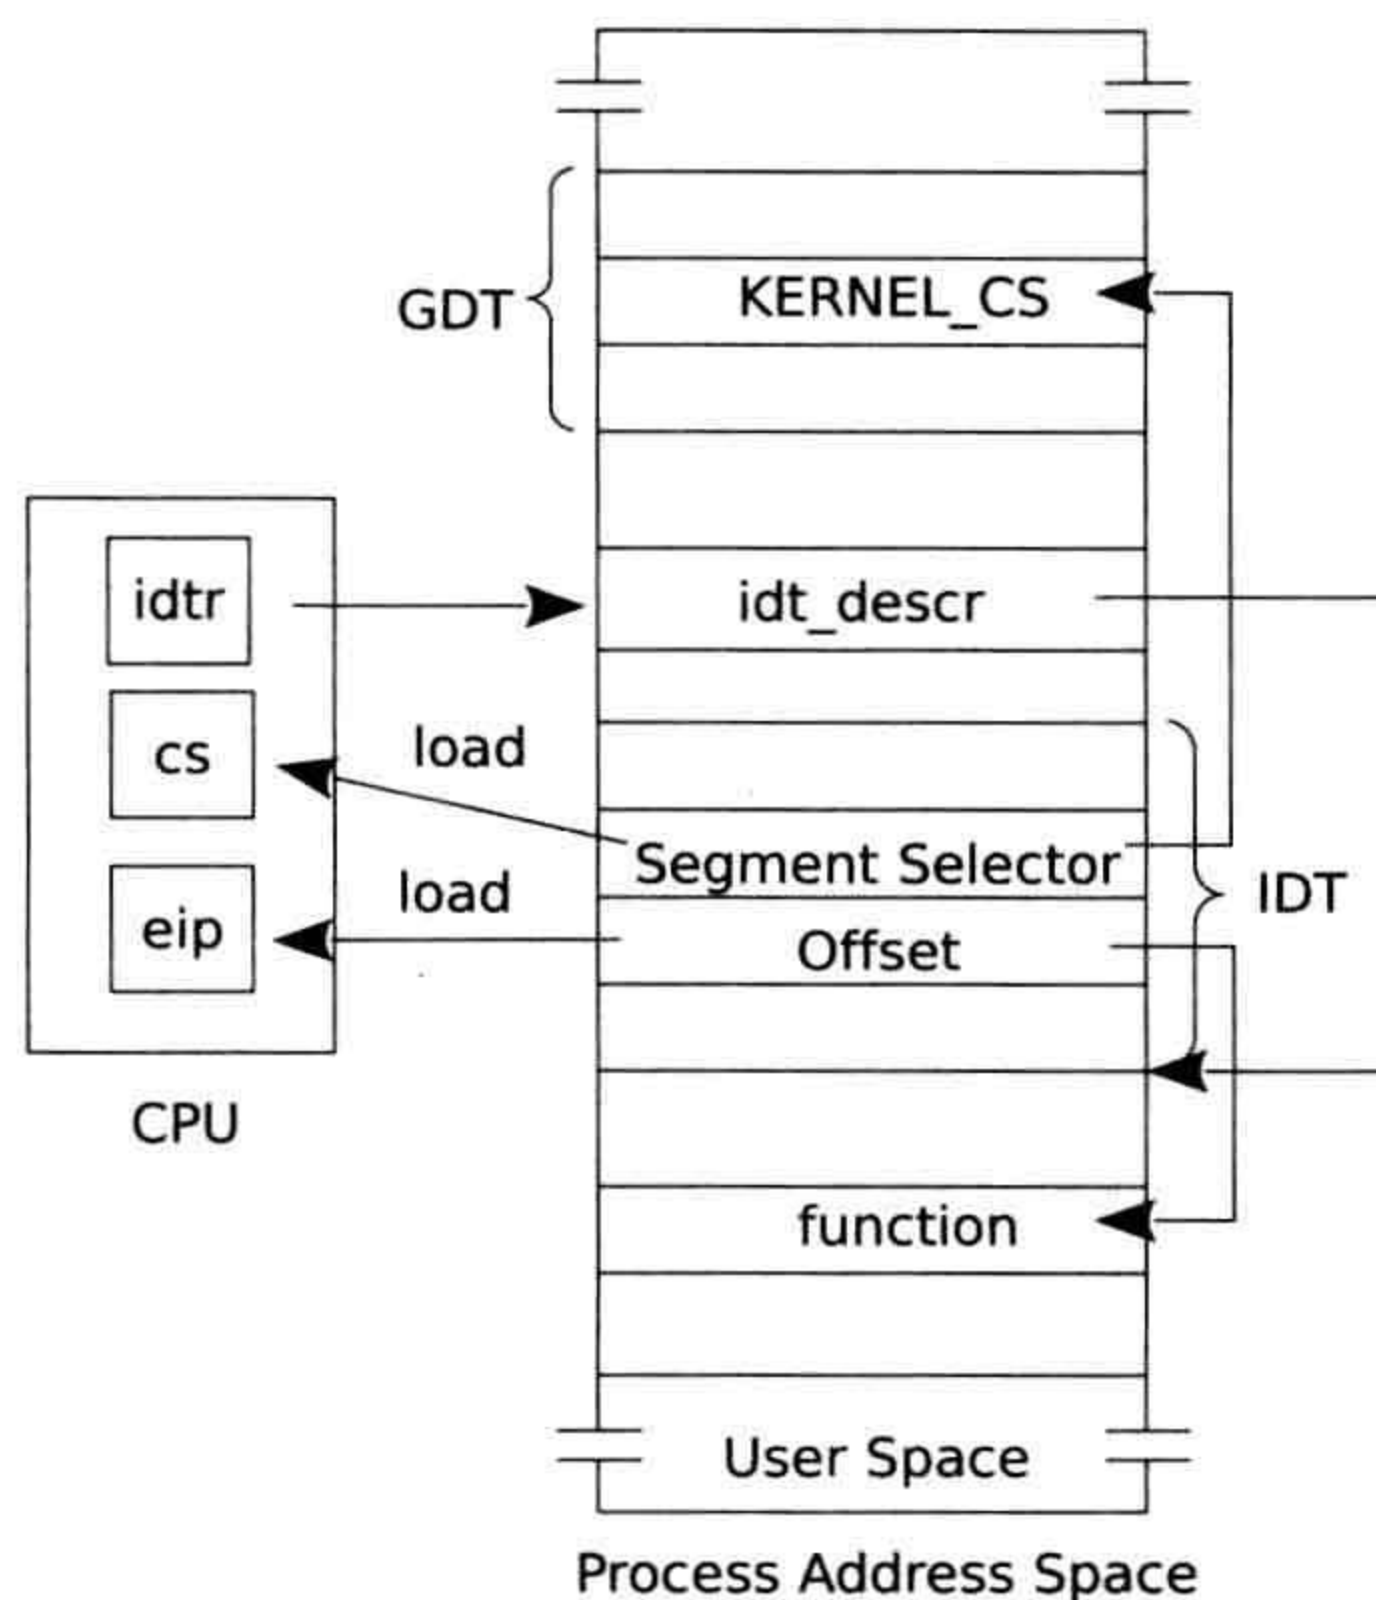 KERNEL_CS
GDT
idtr
idt_descr
cs
load
Segment Selector
IDT
load
eip
Offset
CPU
function
User Space
Process Address Space